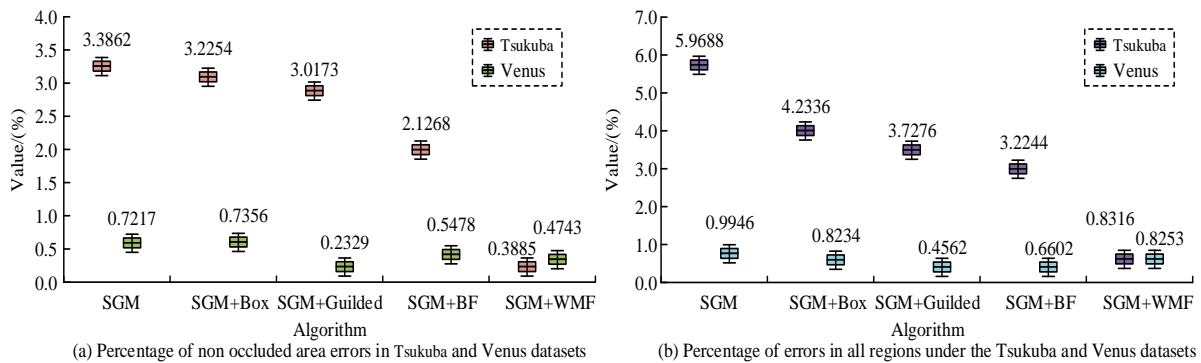 4.0
3.5
3.0
2.5
2.0
1.5
1.0
0.5
0.0
Value/(%)
3.3862
3.2254
3.0173
2.1268
0.3885
0.7217
0.7356
0.2329
0.5478
0.4743
Tsukuba
Venus
SGM
SGM+Box
SGM+Guilded
SGM+BF
SGM+WMF
Algorithm
(a) Percentage of non occluded area errors in Tsukuba and Venus datasets
7.0
6.0
5.0
4.0
3.0
2.0
1.0
0.0
Value/(%)
5.9688
4.2336
3.7276
3.2244
0.8316
0.9946
0.8234
0.4562
0.6602
0.8253
Tsukuba
Venus
SGM
SGM+Box
SGM+Guilded
SGM+BF
SGM+WMF
Algorithm
(b) Percentage of errors in all regions under the Tsukuba and Venus datasets